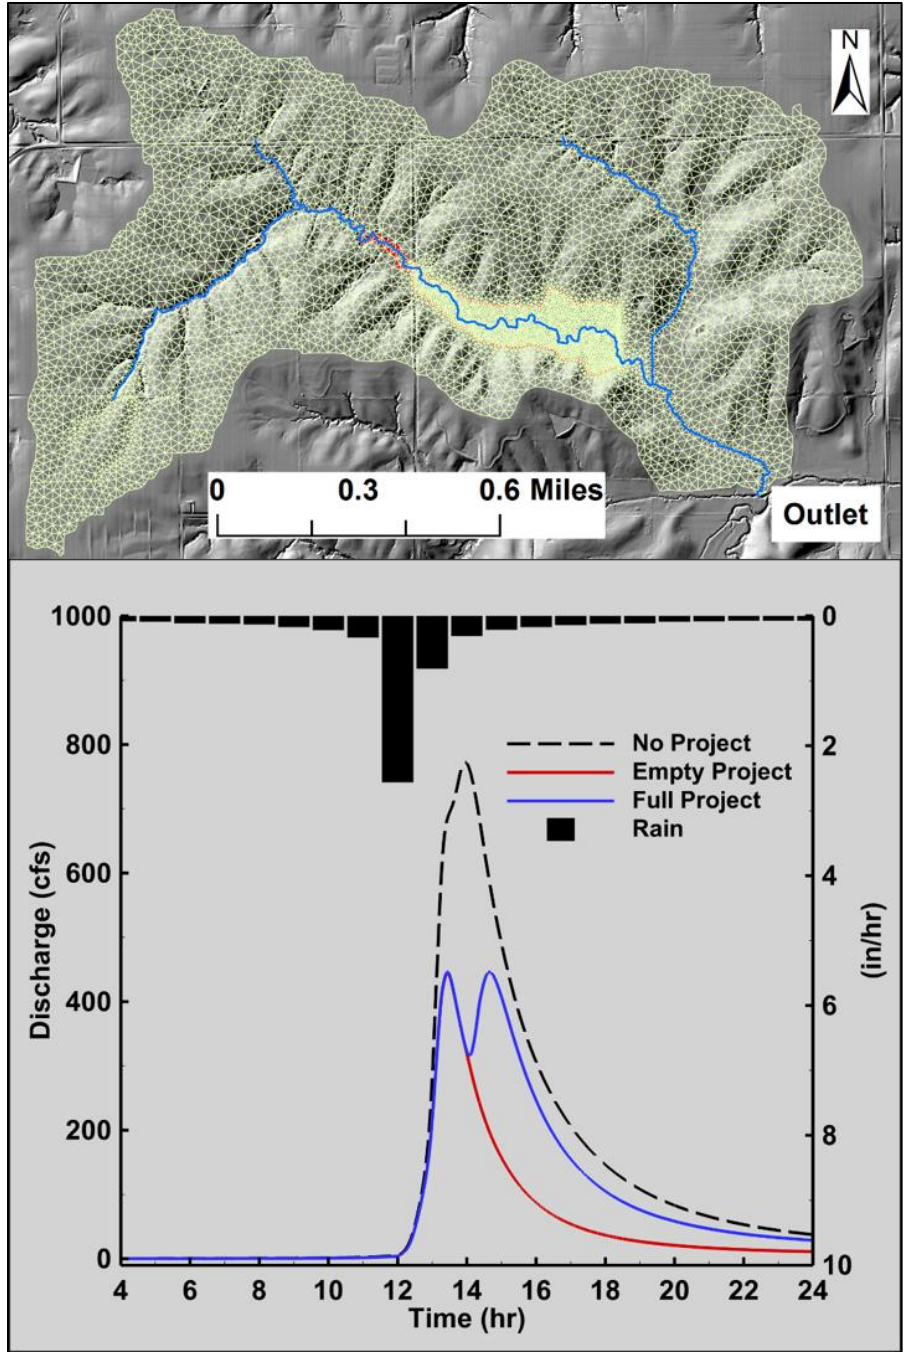 N
0 0.3 0.6 Miles
Outlet
1000
800
600
400
200
0
Discharge (cfs)
No Project
Empty Project
Full Project
Rain
0
2
4
6
8
10
(in/hr)
4 6 8 10 12 14 16 18 20 22 24
Time (hr)